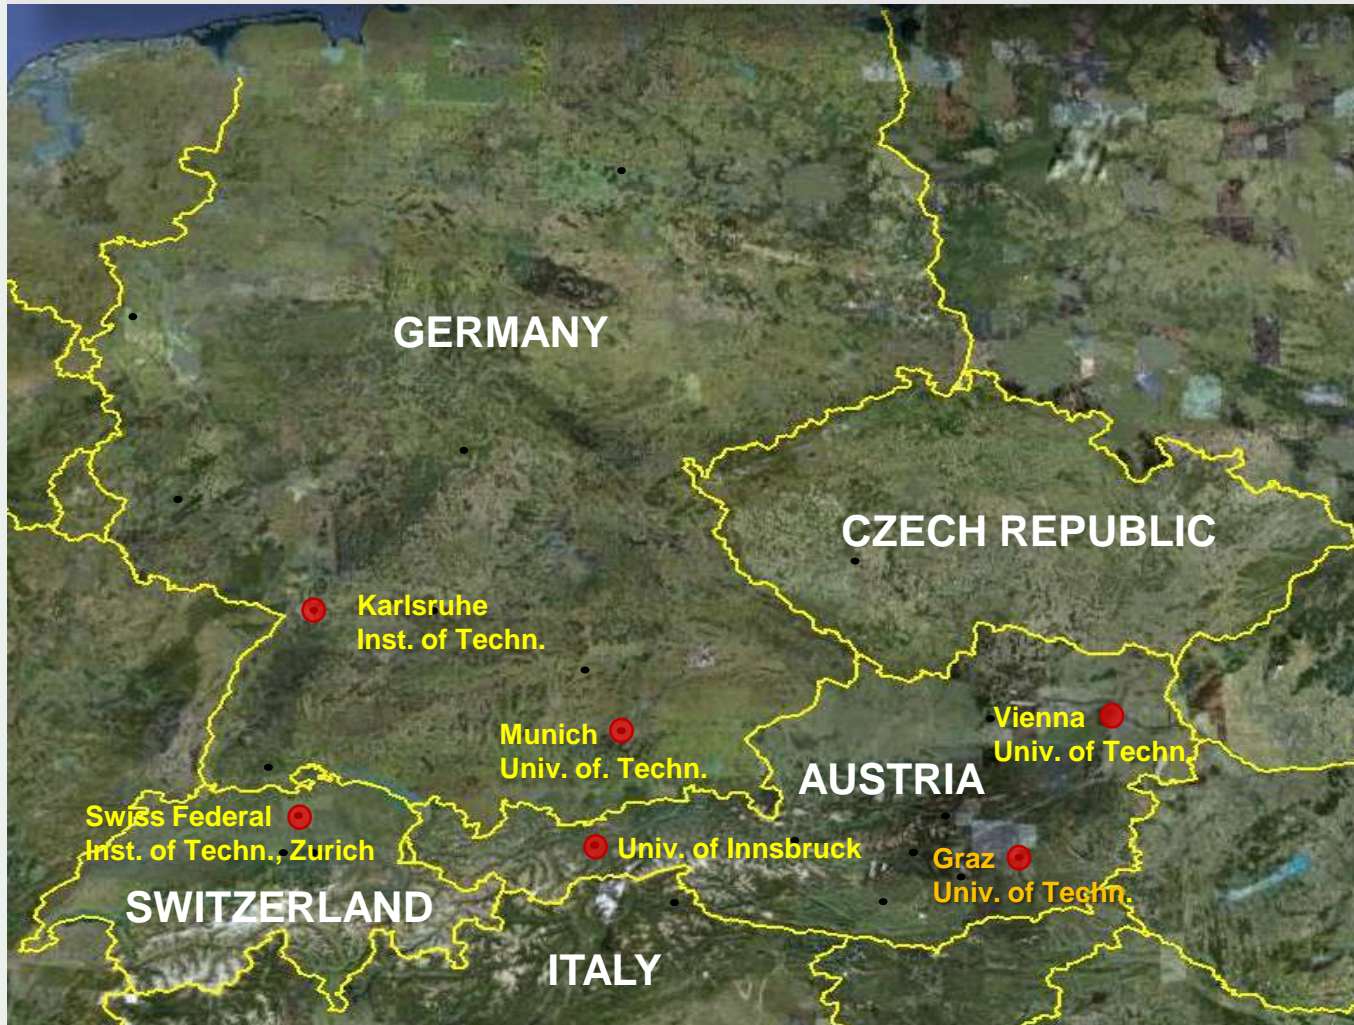 GERMANY
CZECH REPUBLIC
Karlsruhe
Inst. of Techn.
Munich
Univ. of. Techn.
Vienna
Univ. of Techn.
AUSTRIA
Swiss Federal
Inst. of Techn., Zurich
Univ. of Innsbruck
Graz
Univ. of Techn.
SWITZERLAND
ITALY